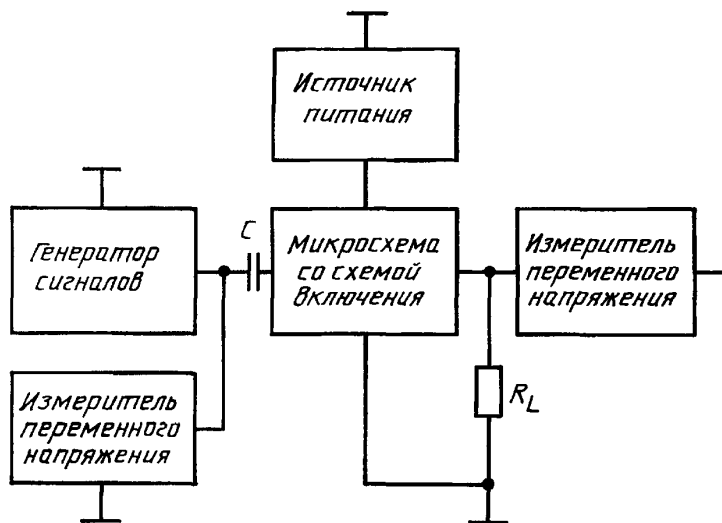 Источник
питания
Генератор
сигналов
C
Микросхема
со схемой
включения
Измеритель
переменного
напряжения
Измеритель
переменного
напряжения
R_L